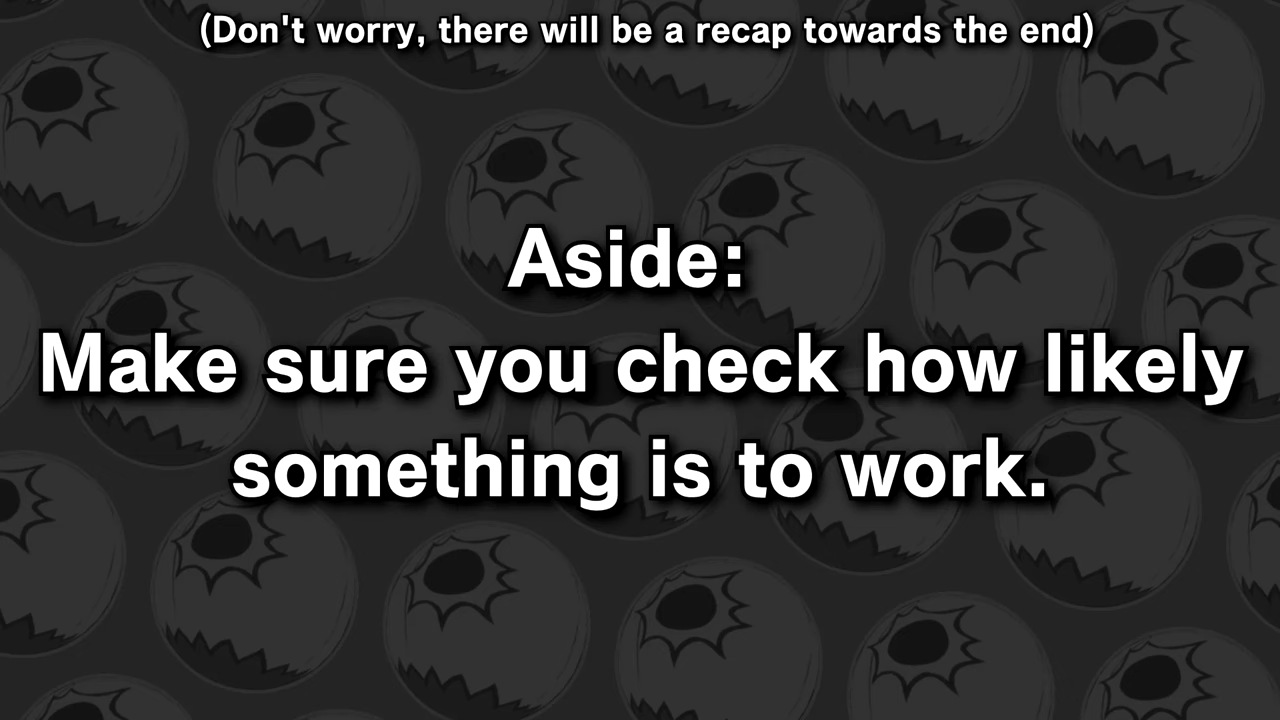 (Don't worry, there will be a recap towards the end)
Aside:
Make sure you check how likely
something is to work.